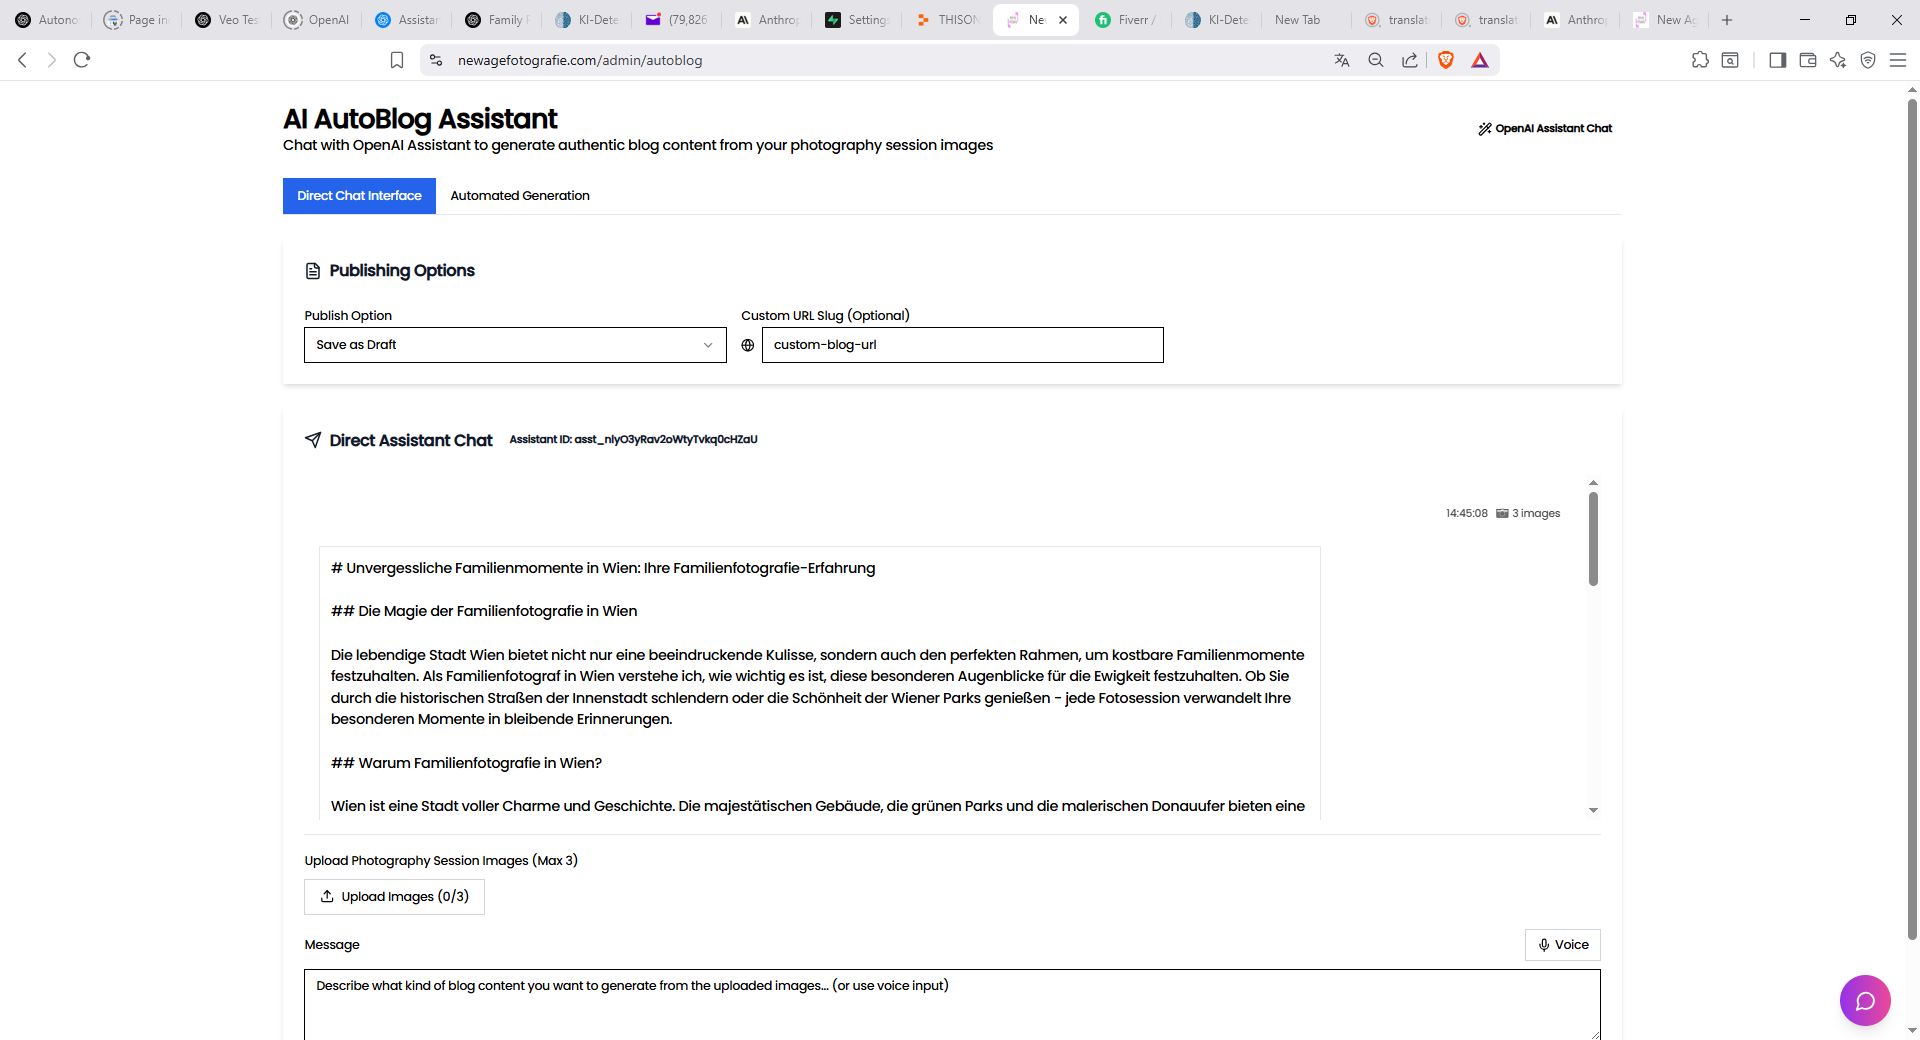 Autono
Page in
Veo Tes
OpenAI
Assistan
Family P
KI-Dete
(79,826
Anthrop
Settings
THISON
Ne
Fiverr /
KI-Dete
New Tab
translat
translat
Anthrop
New Ag
newagefotografie.com/admin/autoblog
AI AutoBlog Assistant
Chat with OpenAI Assistant to generate authentic blog content from your photography session images
OpenAI Assistant Chat
Direct Chat Interface
Automated Generation
Publishing Options
Publish Option
Custom URL Slug (Optional)
Save as Draft
custom-blog-url
Direct Assistant Chat
Assistant ID: asst_nlyO3yRav2oWtyTvkq0cHZaU
14:45:08 3 images
# Unvergessliche Familienmomente in Wien: Ihre Familienfotografie-Erfahrung
## Die Magie der Familienfotografie in Wien
Die lebendige Stadt Wien bietet nicht nur eine beeindruckende Kulisse, sondern auch den perfekten Rahmen, um kostbare Familienmomente
festzuhalten. Als Familienfotograf in Wien verstehe ich, wie wichtig es ist, diese besonderen Augenblicke für die Ewigkeit festzuhalten. Ob Sie
durch die historischen Straßen der Innenstadt schlendern oder die Schönheit der Wiener Parks genießen - jede Fotosession verwandelt Ihre
besonderen Momente in bleibende Erinnerungen.
## Warum Familienfotografie in Wien?
Wien ist eine Stadt voller Charme und Geschichte. Die majestätischen Gebäude, die grünen Parks und die malerischen Donauufer bieten eine
Upload Photography Session Images (Max 3)
Upload Images (0/3)
Message
Voice
Describe what kind of blog content you want to generate from the uploaded images... (or use voice input)